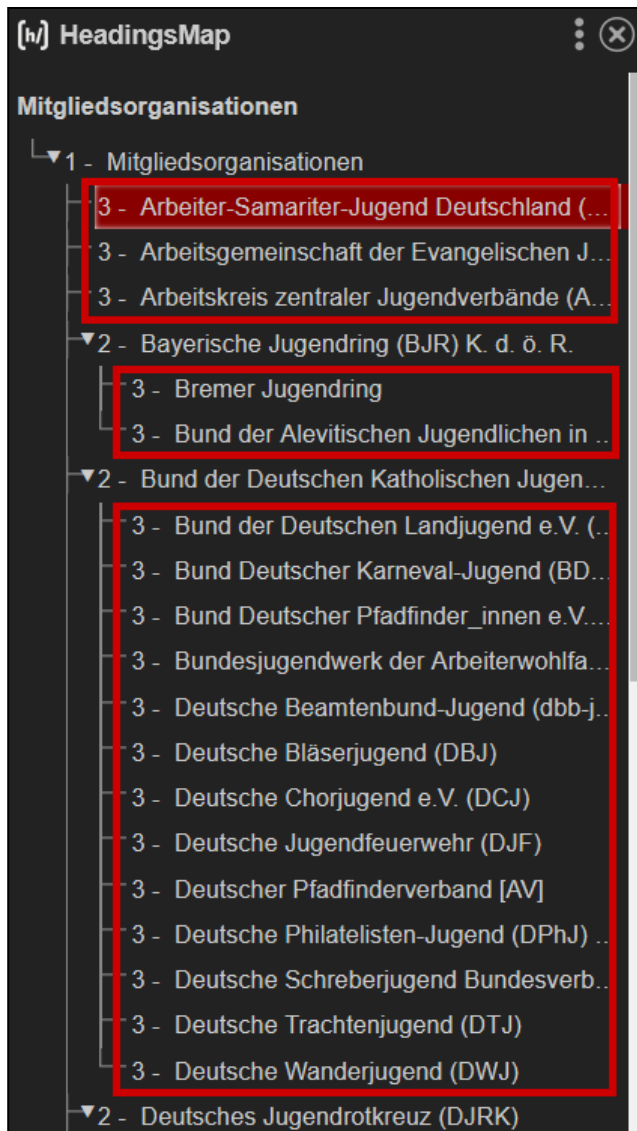 [h/] HeadingsMap
Mitgliedsorganisationen
1 - Mitgliedsorganisationen
3 - Arbeiter-Samariter-Jugend Deutschland (...
3 - Arbeitsgemeinschaft der Evangelischen J...
3 - Arbeitskreis zentraler Jugendverbände (A...
2 - Bayerische Jugendring (BJR) K. d. ö. R.
3 - Bremer Jugendring
3 - Bund der Alevitischen Jugendlichen in ...
2 - Bund der Deutschen Katholischen Jugen...
3 - Bund der Deutschen Landjugend e.V. (...
3 - Bund Deutscher Karneval-Jugend (BD...
3 - Bund Deutscher Pfadfinder_innen e.V....
3 - Bundesjugendwerk der Arbeiterwohlfa...
3 - Deutsche Beamtenbund-Jugend (dbb-j...
3 - Deutsche Bläserjugend (DBJ)
3 - Deutsche Chorjugend e.V. (DCJ)
3 - Deutsche Jugendfeuerwehr (DJF)
3 - Deutscher Pfadfinderverband [AV]
3 - Deutsche Philatelisten-Jugend (DPhJ) ...
3 - Deutsche Schreberjugend Bundesverb...
3 - Deutsche Trachtenjugend (DTJ)
3 - Deutsche Wanderjugend (DWJ)
2 - Deutsches Jugendrotkreuz (DJRK)